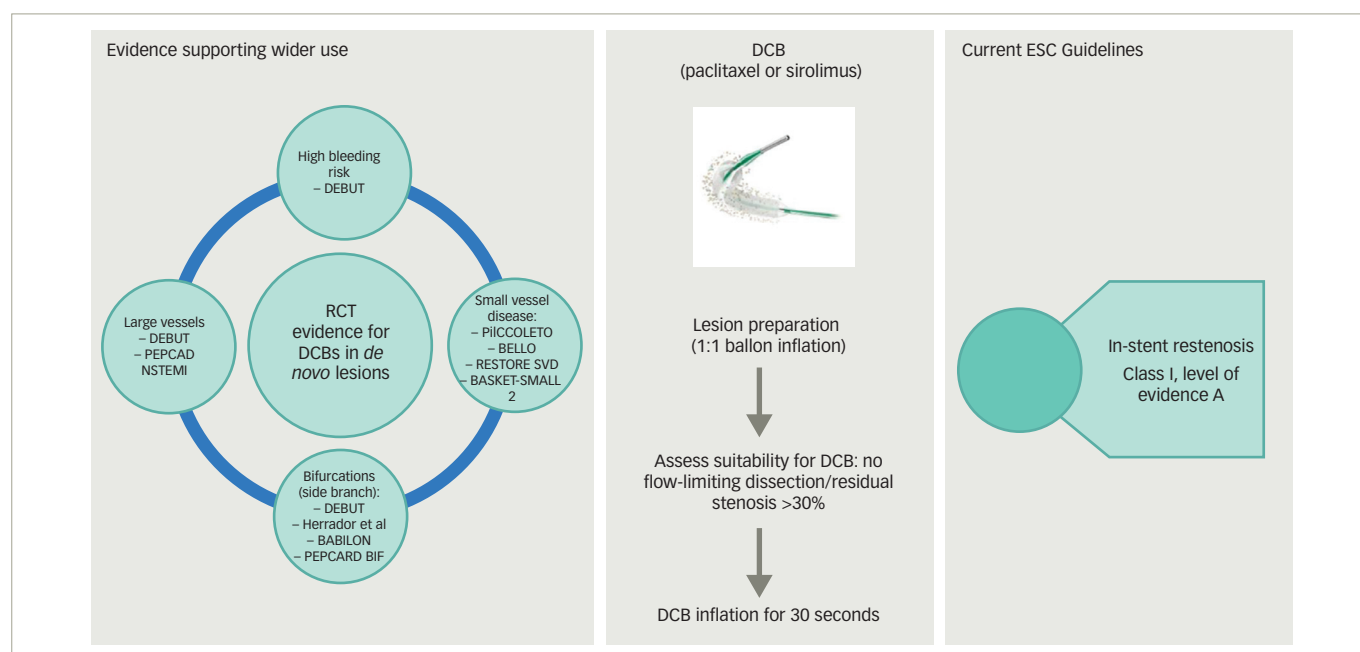 Evidence supporting wider use
High bleeding
risk
– DEBUT
Large vessels
– DEBUT
– PEPCAD
NSTEMI
RCT
evidence for
DCBs in de
novo lesions
Small vessel
disease:
– PilCCOLETO
– BELLO
– RESTORE SVD
– BASKET-SMALL
2
Bifurcations
(side branch):
– DEBUT
– Herrador et al
– BABILON
– PEPCARD BIF
DCB
(paclitaxel or sirolimus)
Lesion preparation
(1:1 ballon inflation)
Assess suitability for DCB: no
flow-limiting dissection/residual
stenosis >30%
DCB inflation for 30 seconds
Current ESC Guidelines
In-stent restenosis
Class I, level of
evidence A